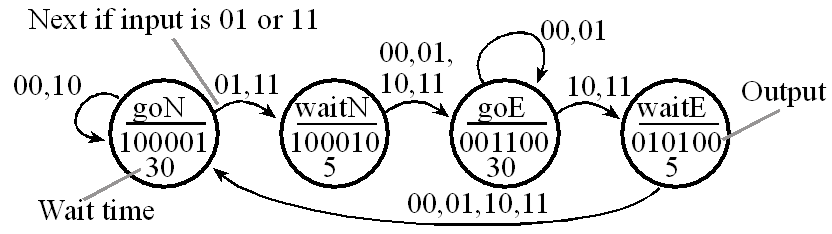 Next if input is 01 or 11
00,10
01,11
00,01,
10,11
00,01
10,11
Output
goN
100001
30
waitN
100010
5
goE
001100
30
waitE
010100
5
Wait time
00,01,10,11